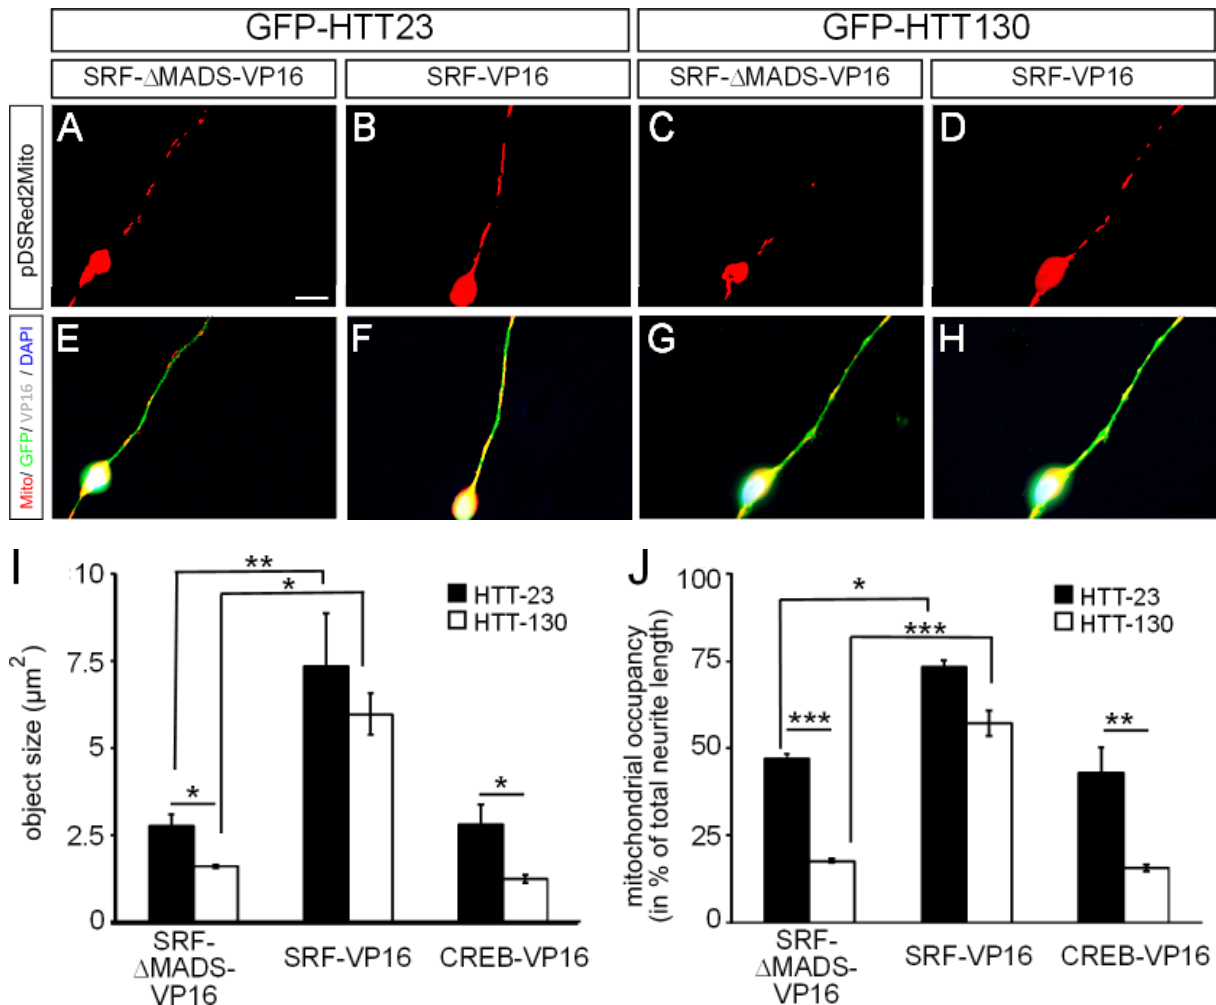 GFP-HTT23
GFP-HTT130
SRF-ΔMADS-VP16
SRF-VP16
SRF-ΔMADS-VP16
SRF-VP16
pDSRed2Mito
A
B
C
D
Mito/ GFP/ VP16 / DAPI
E
F
G
H
I
object size (µm²)
10
7.5
5
2.5
0
**
*
*
*
HTT-23
HTT-130
SRF-
ΔMADS-
VP16
SRF-VP16
CREB-VP16
J
mitochondrial occupancy
(in % of total neurite length)
100
75
50
25
0
*
***
***
**
HTT-23
HTT-130
SRF-
ΔMADS-
VP16
SRF-VP16
CREB-VP16